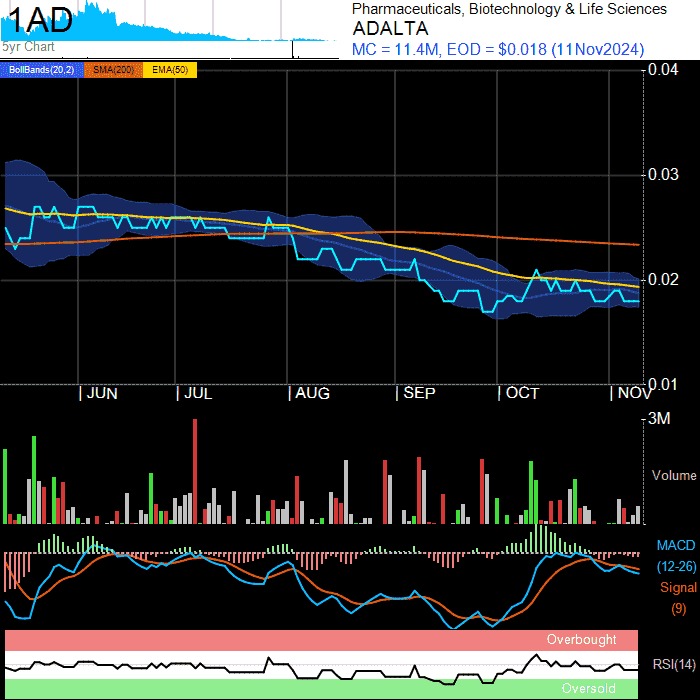 1AD
5yr Chart
Pharmaceuticals, Biotechnology & Life Sciences
ADALTA
MC = 11.4M, EOD = $0.018 (11Nov2024)
BollBands(20,2) SMA(200) EMA(50)
0.04
0.03
0.02
0.01
JUN JUL AUG SEP OCT NOV
3M
Volume
MACD
(12-26)
Signal
(9)
Overbought
RSI(14)
Oversold